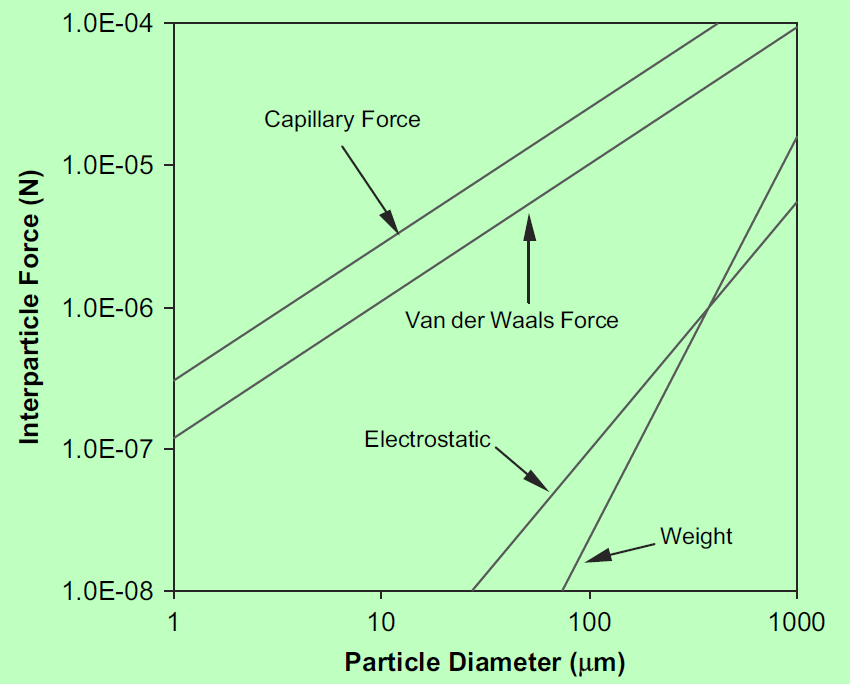 1.0E-04
Capillary Force
1.0E-05
Interparticle Force (N)
1.0E-06
Van der Waals Force
1.0E-07
Electrostatic
Weight
1.0E-08
1 10 100 1000
Particle Diameter (μm)